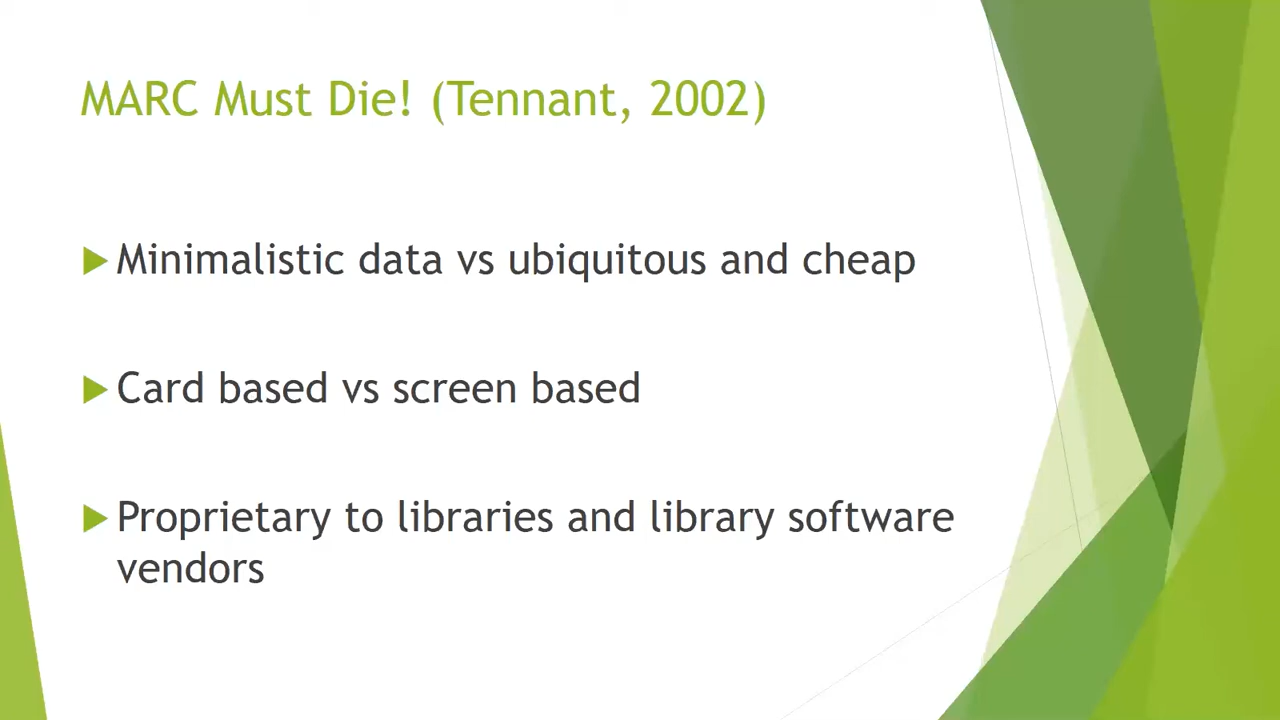 MARC Must Die! (Tennant, 2002)
Minimalistic data vs ubiquitous and cheap
Card based vs screen based
Proprietary to libraries and library software
vendors